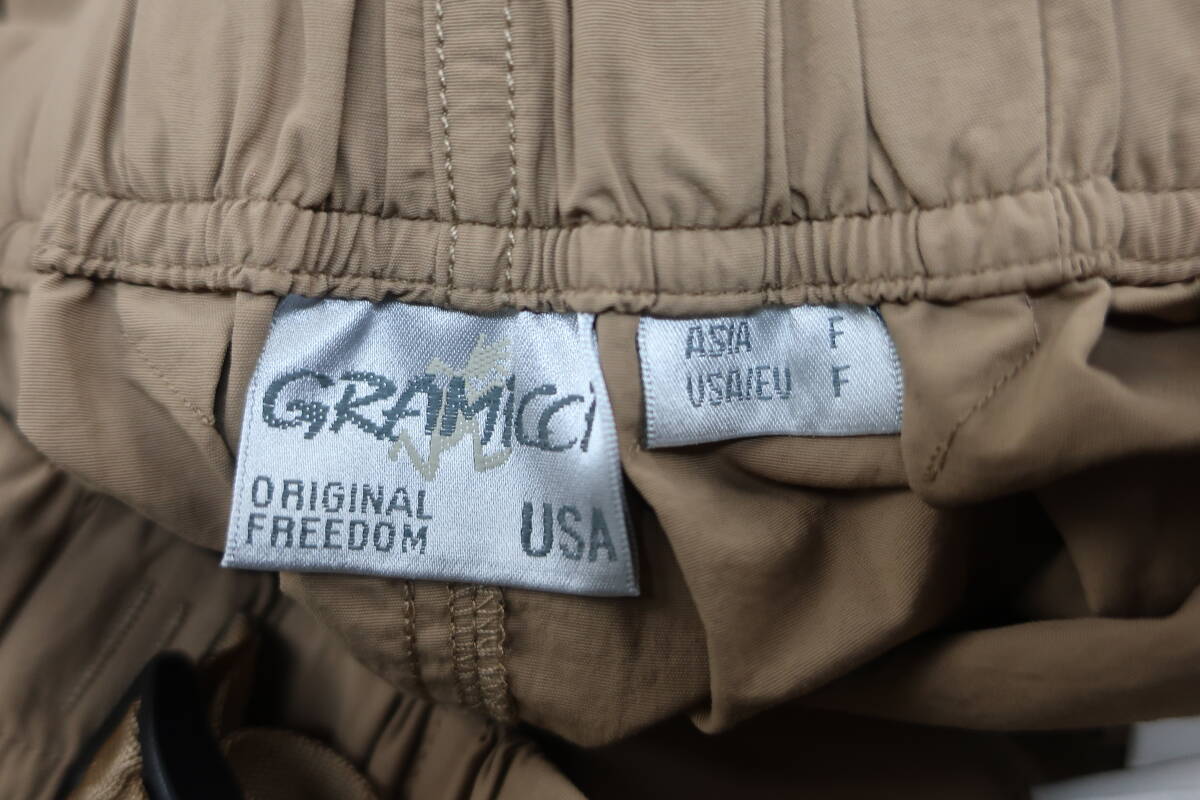 GRAMICCI
ORIGINAL
FREEDOM
USA
ASIA F
USA/EU F